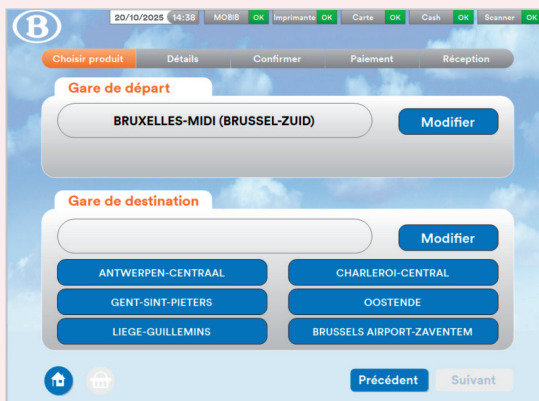 B
20/10/2025 14:38 MOBIB OK Imprimante OK Carte OK Cash OK Scanner OK
Choisir produit Détails Confirmer Paiement Réception
Gare de départ
BRUXELLES-MIDI (BRUSSEL-ZUID) Modifier
Gare de destination
Modifier
ANTWERPEN-CENTRAAL CHARLEROI-CENTRAL
GENT-SINT-PIETERS OOSTENDE
LIEGE-GUILLEMINS BRUSSELS AIRPORT-ZAVENTEM
Précédent Suivant